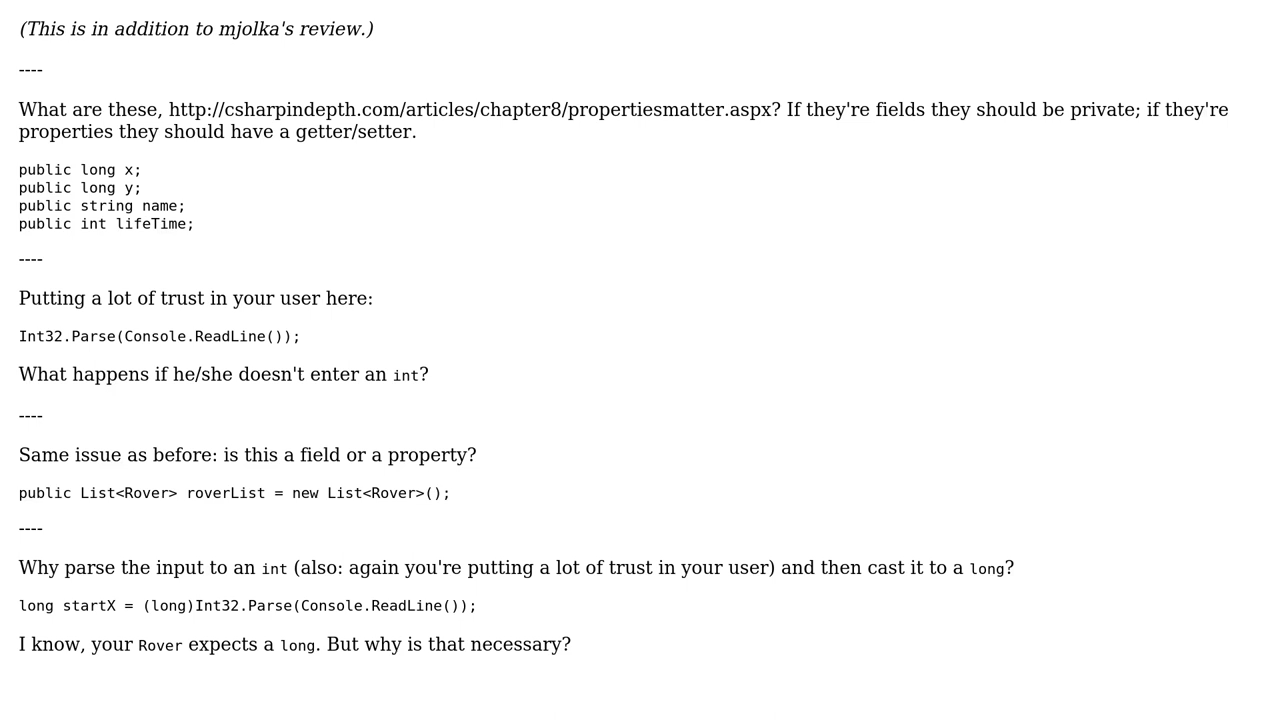 (This is in addition to mjolka's review.)
----
What are these, http://csharpindepth.com/articles/chapter8/propertiesmatter.aspx? If they're fields they should be private; if they're
properties they should have a getter/setter.
public long x;
public long y;
public string name;
public int lifeTime;
----
Putting a lot of trust in your user here:
Int32.Parse(Console.ReadLine());
What happens if he/she doesn't enter an int?
----
Same issue as before: is this a field or a property?
public List<Rover> roverList = new List<Rover>();
----
Why parse the input to an int (also: again you're putting a lot of trust in your user) and then cast it to a long?
long startX = (long)Int32.Parse(Console.ReadLine());
I know, your Rover expects a long. But why is that necessary?